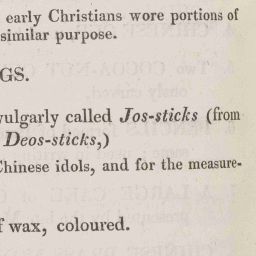 early Christians wore portions of
similar purpose.
GS.
vulgarly called Jos-sticks (from
Deos-sticks,)
Chinese idols, and for the measure-
f wax, coloured.